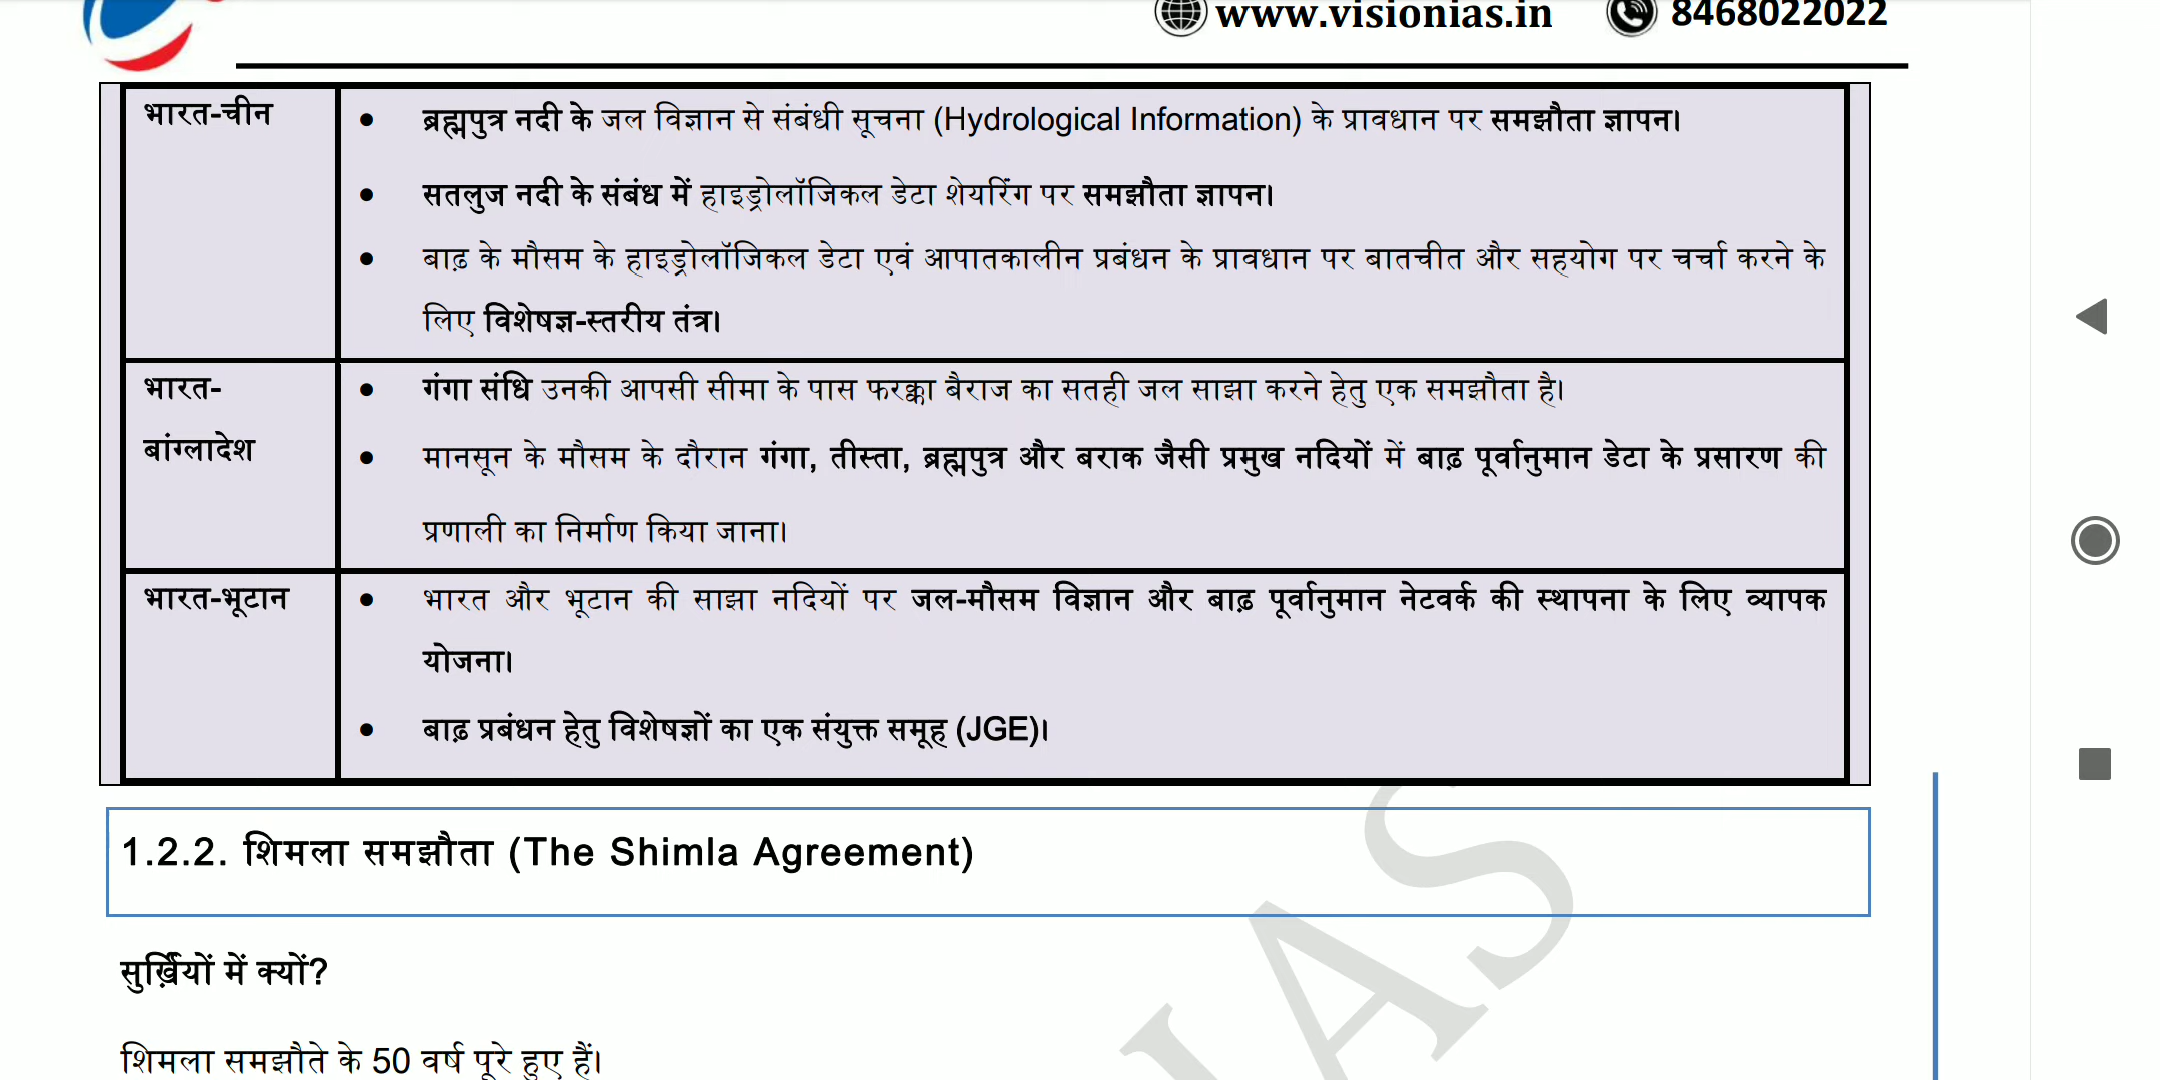 www.visionias.in 8468022022
भारत-चीन
● ब्रह्मपुत्र नदी के जल विज्ञान से संबंधी सूचना (Hydrological Information) के प्रावधान पर समझौता ज्ञापन।
● सतलुज नदी के संबंध में हाइड्रोलॉजिकल डेटा शेयरिंग पर समझौता ज्ञापन।
● बाढ़ के मौसम के हाइड्रोलॉजिकल डेटा एवं आपातकालीन प्रबंधन के प्रावधान पर बातचीत और सहयोग पर चर्चा करने के
लिए विशेषज्ञ-स्तरीय तंत्र।
भारत-
बांग्लादेश
● गंगा संधि उनकी आपसी सीमा के पास फरक्का बैराज का सतही जल साझा करने हेतु एक समझौता है।
● मानसून के मौसम के दौरान गंगा, तीस्ता, ब्रह्मपुत्र और बराक जैसी प्रमुख नदियों में बाढ़ पूर्वानुमान डेटा के प्रसारण की
प्रणाली का निर्माण किया जाना।
भारत-भूटान
● भारत और भूटान की साझा नदियों पर जल-मौसम विज्ञान और बाढ़ पूर्वानुमान नेटवर्क की स्थापना के लिए व्यापक
योजना।
● बाढ़ प्रबंधन हेतु विशेषज्ञों का एक संयुक्त समूह (JGE)।
1.2.2. शिमला समझौता (The Shimla Agreement)
सुर्ख़ियों में क्यों?
शिमला समझौते के 50 वर्ष पूरे हुए हैं।
IAS